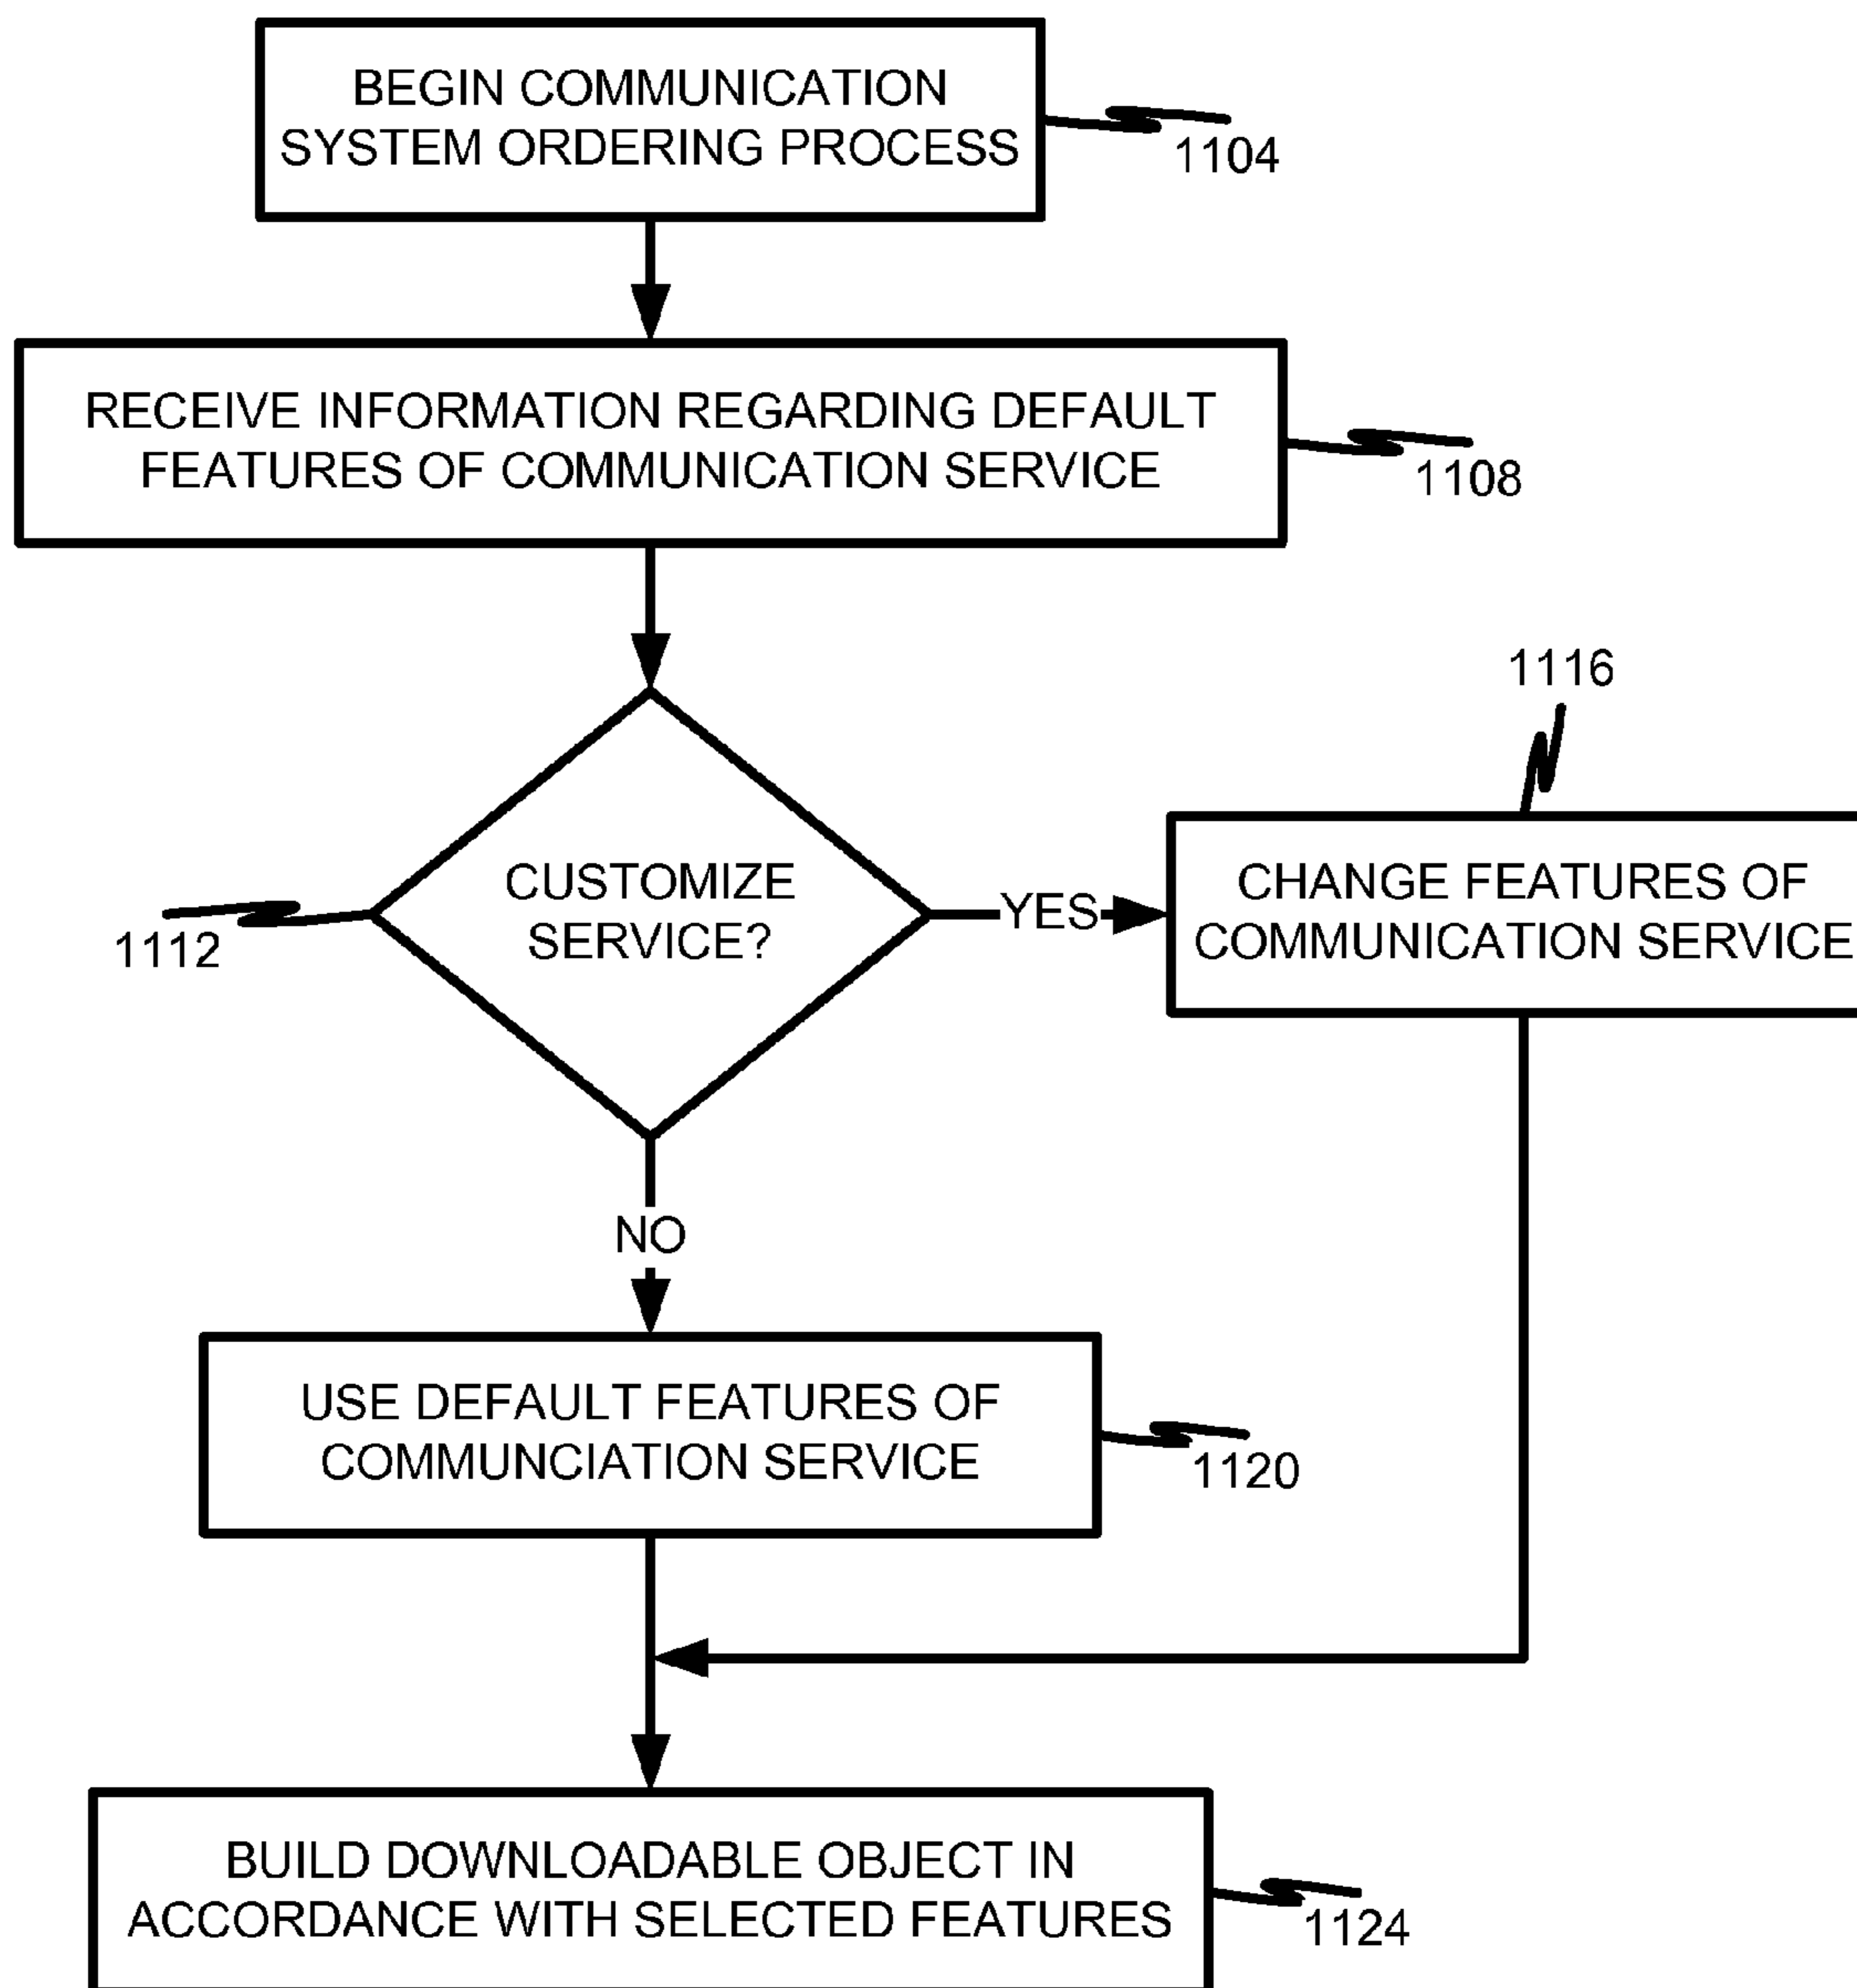 BEGIN COMMUNICATION
SYSTEM ORDERING PROCESS
1104
RECEIVE INFORMATION REGARDING DEFAULT
FEATURES OF COMMUNICATION SERVICE
1108
CUSTOMIZE
SERVICE?
1112
YES
1116
CHANGE FEATURES OF
COMMUNICATION SERVICE
NO
USE DEFAULT FEATURES OF
COMMUNCIATION SERVICE
1120
BUILD DOWNLOADABLE OBJECT IN
ACCORDANCE WITH SELECTED FEATURES
1124